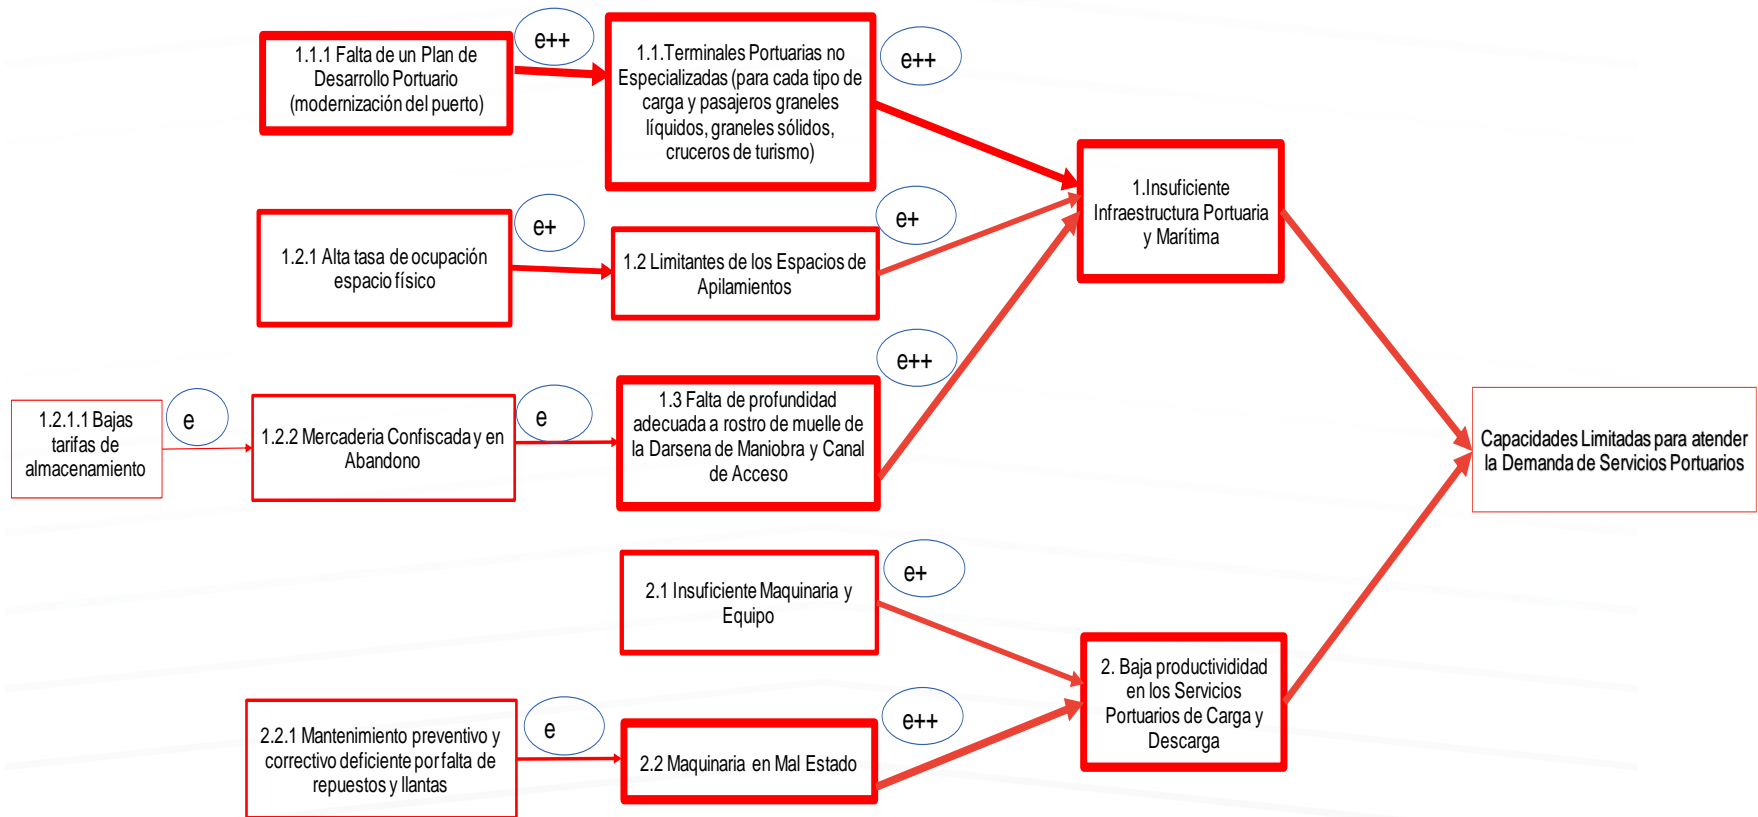 1.1.1 Falta de un Plan de
Desarrollo Portuario
(modernización del puerto)
e++
1.1.Terminales Portuarias no
Especializadas (para cada tipo de
carga y pasajeros graneles
líquidos, graneles sólidos,
cruceros de turismo)
e++
1.Insuficiente
Infraestructura Portuaria
y Marítima
1.2.1 Alta tasa de ocupación
espacio físico
e+
1.2 Limitantes de los Espacios de
Apilamientos
e+
1.2.1.1 Bajas
tarifas de
almacenamiento
e
1.2.2 Mercaderia Confiscada y en
Abandono
e
1.3 Falta de profundidad
adecuada a rostro de muelle de
la Darsena de Maniobra y Canal
de Acceso
e++
Capacidades Limitadas para atender
la Demanda de Servicios Portuarios
2.1 Insuficiente Maquinaria y
Equipo
e+
2. Baja productivididad
en los Servicios
Portuarios de Carga y
Descarga
2.2.1 Mantenimiento preventivo y
correctivo deficiente por falta de
repuestos y llantas
e
2.2 Maquinaria en Mal Estado
e++